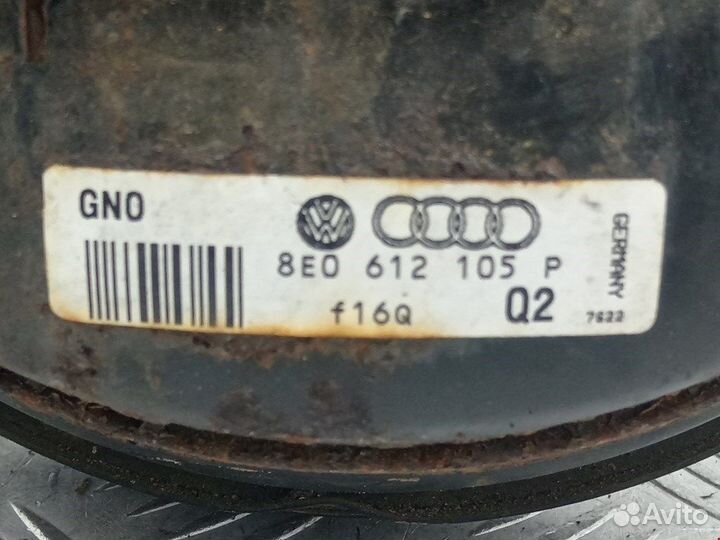 GNO
8E0 612 105 P
f16Q
Q2
GERMANY
7622
Avito